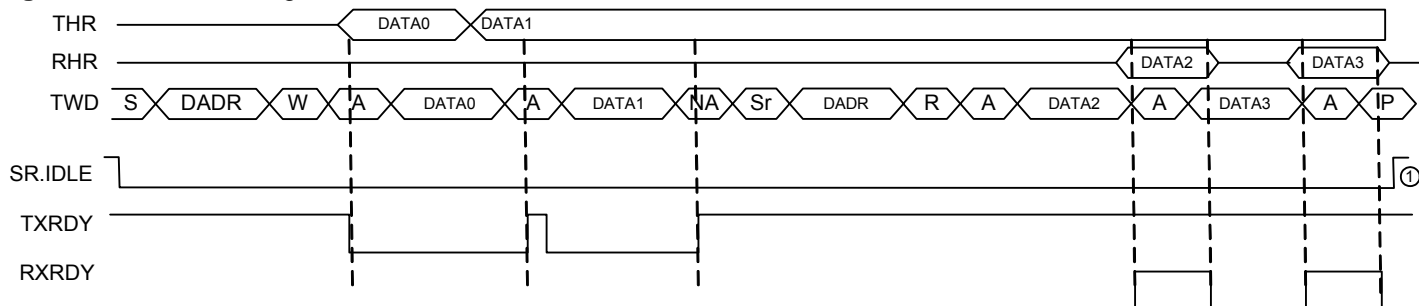 THR DATA0 DATA1
RHR DATA2 DATA3
TWD S DADR W A DATA0 A DATA1 NA Sr DADR R A DATA2 A DATA3 A P
SR.IDLE 1
TXRDY
RXRDY